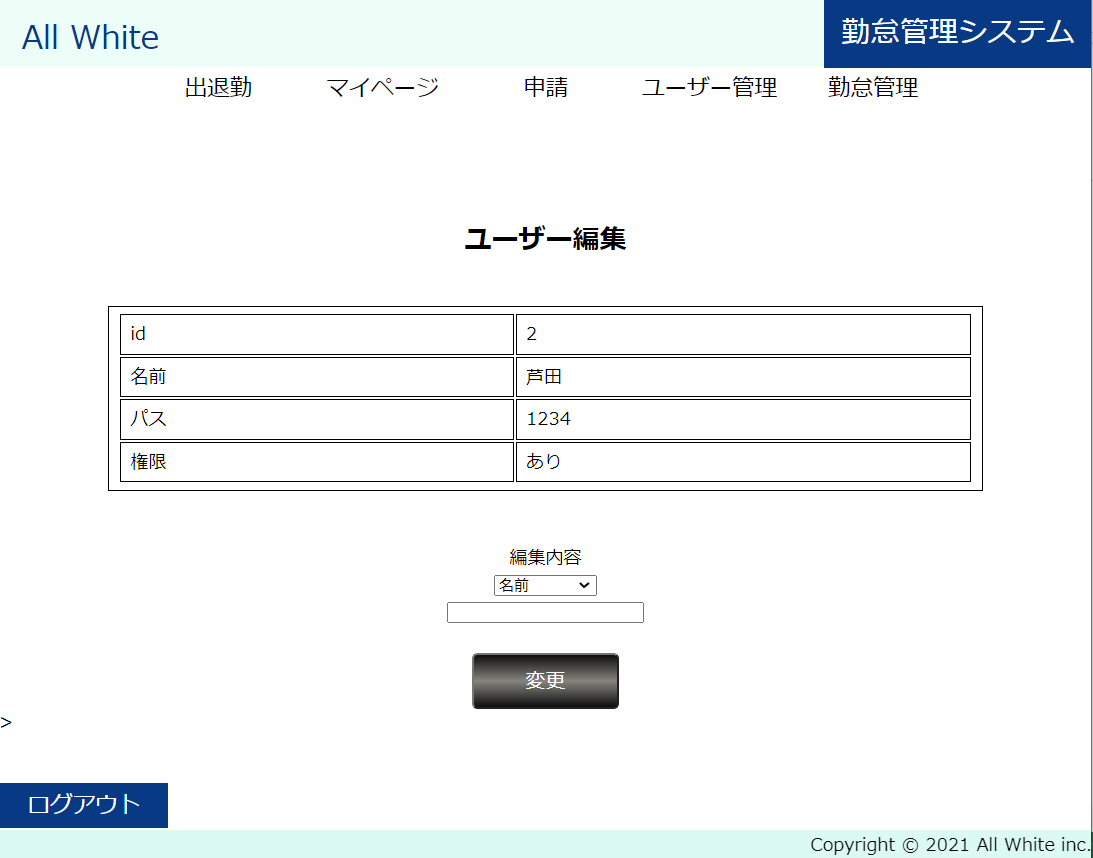 All White
勤怠管理システム
出退勤 マイページ 申請 ユーザー管理 勤怠管理
ユーザー編集
id 2
名前 芦田
パス 1234
権限 あり
編集内容
名前
変更
>
ログアウト
Copyright © 2021 All White inc.